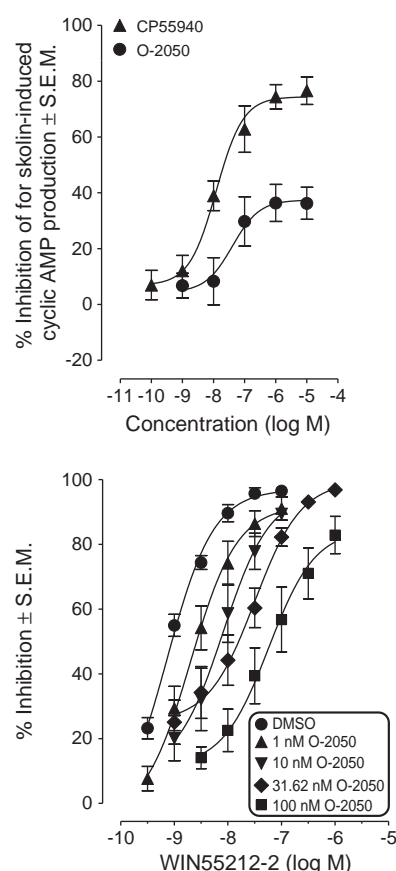 CP55940
O-2050
% Inhibition of for skolin-induced
cyclic AMP production ± S.E.M.
100
80
60
40
20
0
-20
-11 -10 -9 -8 -7 -6 -5 -4
Concentration (log M)
% Inhibition ± S.E.M.
100
80
60
40
20
0
DMSO
1 nM O-2050
10 nM O-2050
31.62 nM O-2050
100 nM O-2050
-10 -9 -8 -7 -6 -5
WIN55212-2 (log M)